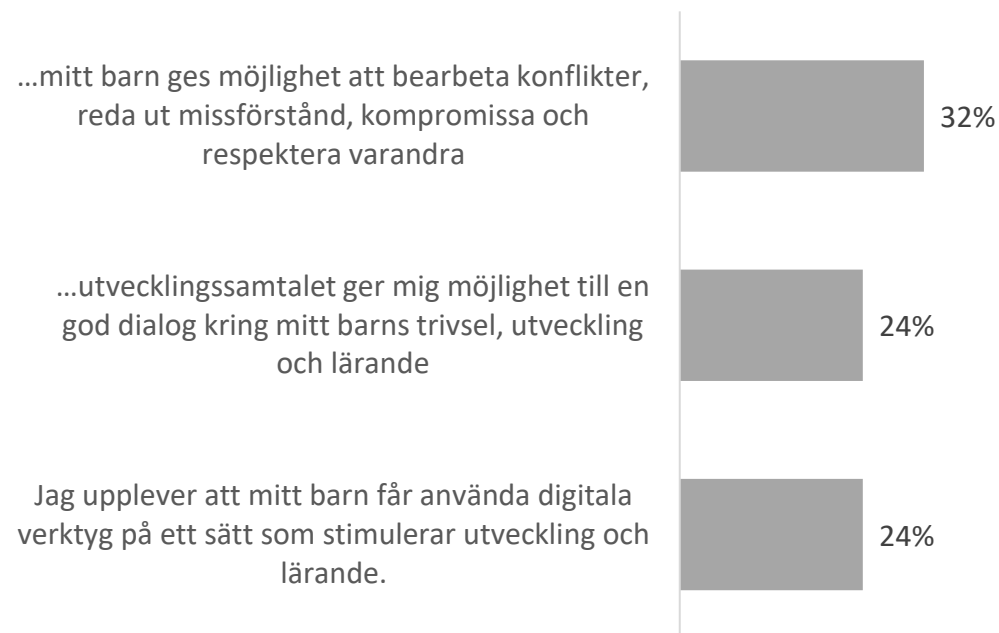 …mitt barn ges möjlighet att bearbeta konflikter,
reda ut missförstånd, kompromissa och
respektera varandra
32%
…utvecklingssamtalet ger mig möjlighet till en
god dialog kring mitt barns trivsel, utveckling
och lärande
24%
Jag upplever att mitt barn får använda digitala
verktyg på ett sätt som stimulerar utveckling och
lärande.
24%